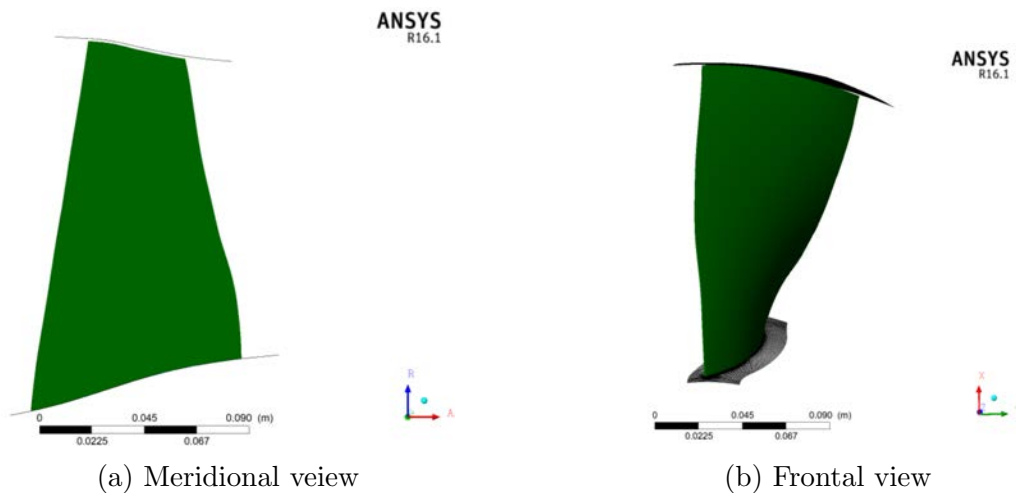 ANSYS
R16.1
ANSYS
R16.1
R
A
0 0.045 0.090 (m)
0.0225 0.067
X
Z
0 0.045 0.090 (m)
0.0225 0.067
(a) Meridional veiew
(b) Frontal view